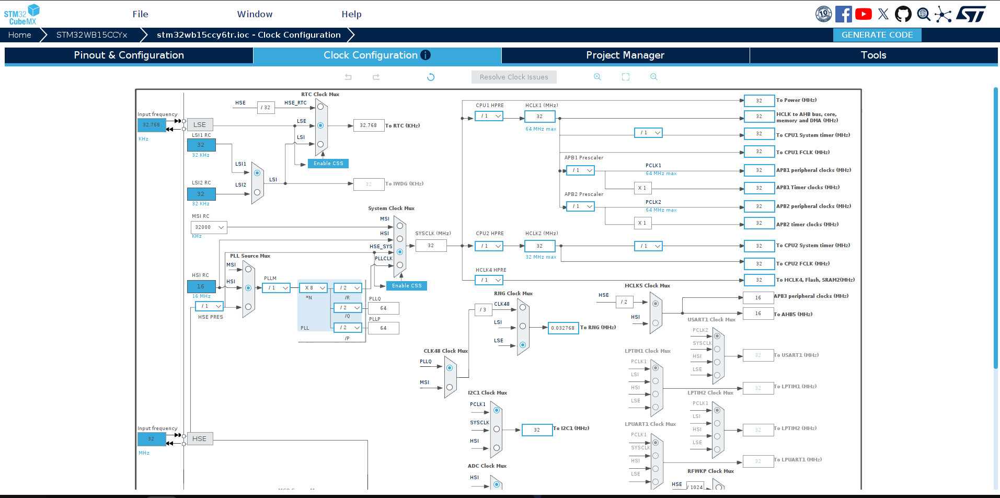 STM32 CubeMX
File Window Help
Home STM32WB15CCYx stm32wb15ccy6tr.ioc - Clock Configuration GENERATE CODE
Pinout & Configuration Clock Configuration Project Manager Tools
Resolve Clock Issues
RTC Clock Mux
HSE / 32 HSE_RTC
Input frequency
32.768
KHz
LSE
LSE
32.768 To RTC (KHz)
LSI1 RC
32
32 KHz
LSI
Enable CSS
LSI1
LSI2 RC
LSI2
LSI
32
32 KHz
32 To IWDG (KHz)
System Clock Mux
MSI RC
32000
KHz
MSI
HSI
HSE_SYS
PLLCLK
SYSCLK (MHz)
32
Enable CSS
PLL Source Mux
MSI
HSI
HSI RC
16
16 MHz
/ 1
HSE PRES
PLLM
/ 1
X 8
*N
/ 2
/R
/ 2
/Q
/ 2
/P
PLL
PLLQ
64
PLLP
64
CPU1 HPRE
/ 1
HCLK1 (MHz)
32
64 MHz max
32 To Power (MHz)
32 HCLK to AHB bus, core,
memory and DMA (MHz)
/ 1
32 To CPU1 System timer (MHz)
32 To CPU1 FCLK (MHz)
APB1 Prescaler
/ 1
PCLK1
64 MHz max
32 APB1 peripheral clocks (MHz)
X 1
32 APB1 Timer clocks (MHz)
APB2 Prescaler
/ 1
PCLK2
64 MHz max
32 APB2 peripheral clocks (MHz)
X 1
32 APB2 timer clocks (MHz)
CPU2 HPRE
/ 1
HCLK2 (MHz)
32
32 MHz max
/ 1
32 To CPU2 System timer (MHz)
32 To CPU2 FCLK (MHz)
HCLK4 HPRE
/ 1
32 To HCLK4, Flash, SRAM2(MHz)
HCLK5 Clock Mux
HSE / 2
HSI
16 APB3 peripheral clocks (MHz)
16 To AHB5 (MHz)
RNG Clock Mux
/ 3 CLK48
LSI
LSE
0.032768 To RNG (MHz)
CLK48 Clock Mux
PLLQ
MSI
USART1 Clock Mux
PCLK2
SYSCLK
HSI
LSE
32 To USART1 (MHz)
LPTIM1 Clock Mux
PCLK1
LSI
HSI
LSE
32 To LPTIM1 (MHz)
I2C1 Clock Mux
PCLK1
SYSCLK
HSI
32 To I2C1 (MHz)
LPTIM2 Clock Mux
PCLK1
LSI
HSI
LSE
32 To LPTIM2 (MHz)
LPUART1 Clock Mux
PCLK1
SYSCLK
HSI
LSE
32 To LPUART1 (MHz)
Input frequency
32
MHz
HSE
ADC Clock Mux
HSI
RFWKP Clock Mux
HSE / 1024